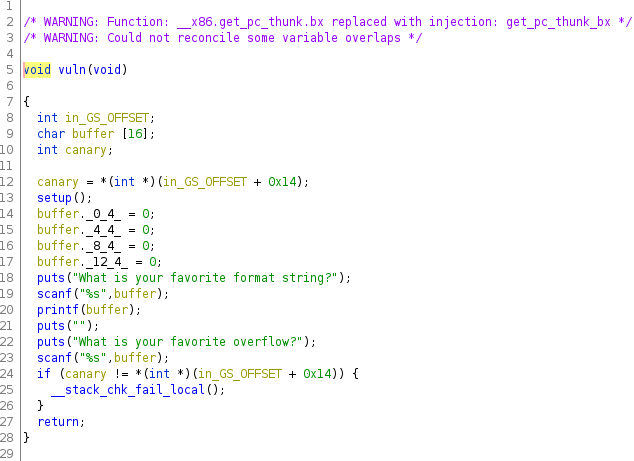 1
2 /* WARNING: Function: __x86.get_pc_thunk.bx replaced with injection: get_pc_thunk_bx */
3 /* WARNING: Could not reconcile some variable overlaps */
4
5 void vuln(void)
6
7 {
8   int in_GS_OFFSET;
9   char buffer [16];
10   int canary;
11
12   canary = *(int *)(in_GS_OFFSET + 0x14);
13   setup();
14   buffer._0_4_ = 0;
15   buffer._4_4_ = 0;
16   buffer._8_4_ = 0;
17   buffer._12_4_ = 0;
18   puts("What is your favorite format string?");
19   scanf("%s",buffer);
20   printf(buffer);
21   puts("");
22   puts("What is your favorite overflow?");
23   scanf("%s",buffer);
24   if (canary != *(int *)(in_GS_OFFSET + 0x14)) {
25     __stack_chk_fail_local();
26   }
27   return;
28 }
29